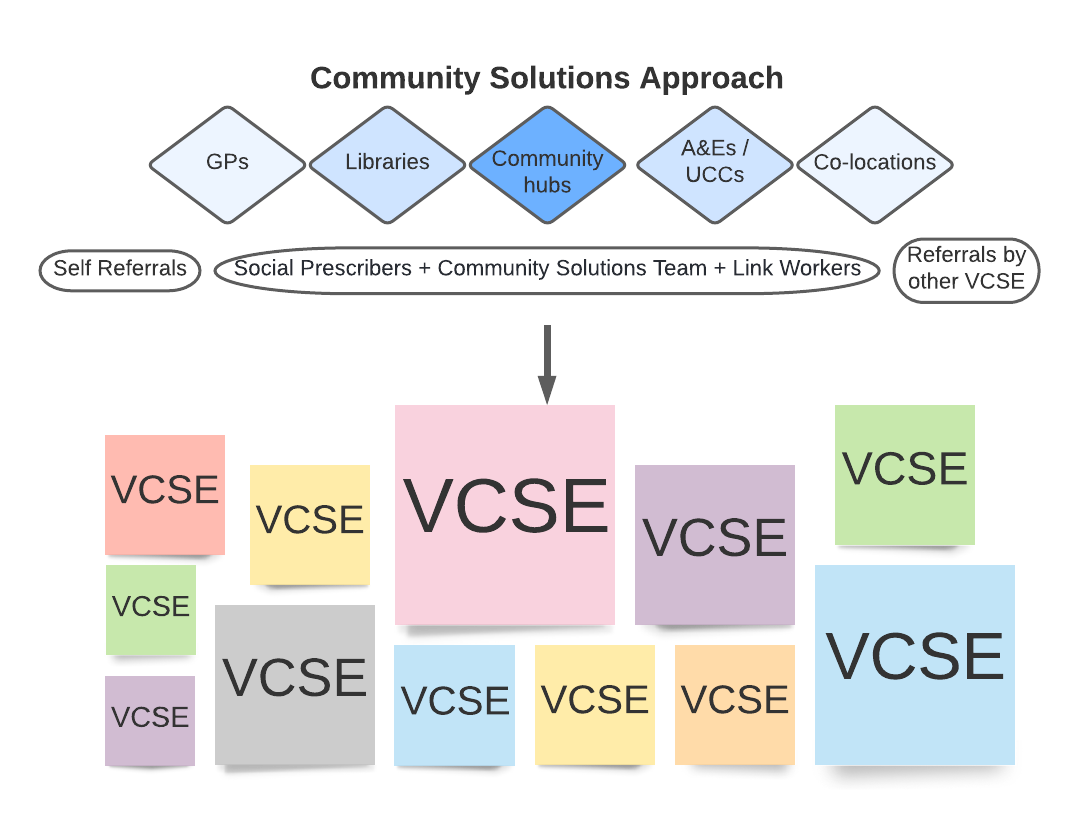 Community Solutions Approach
GPs
Libraries
Community
hubs
A&Es /
UCCs
Co-locations
Self Referrals
Social Prescribers + Community Solutions Team + Link Workers
Referrals by
other VCSE
VCSE
VCSE
VCSE
VCSE
VCSE
VCSE
VCSE
VCSE
VCSE
VCSE
VCSE
VCSE